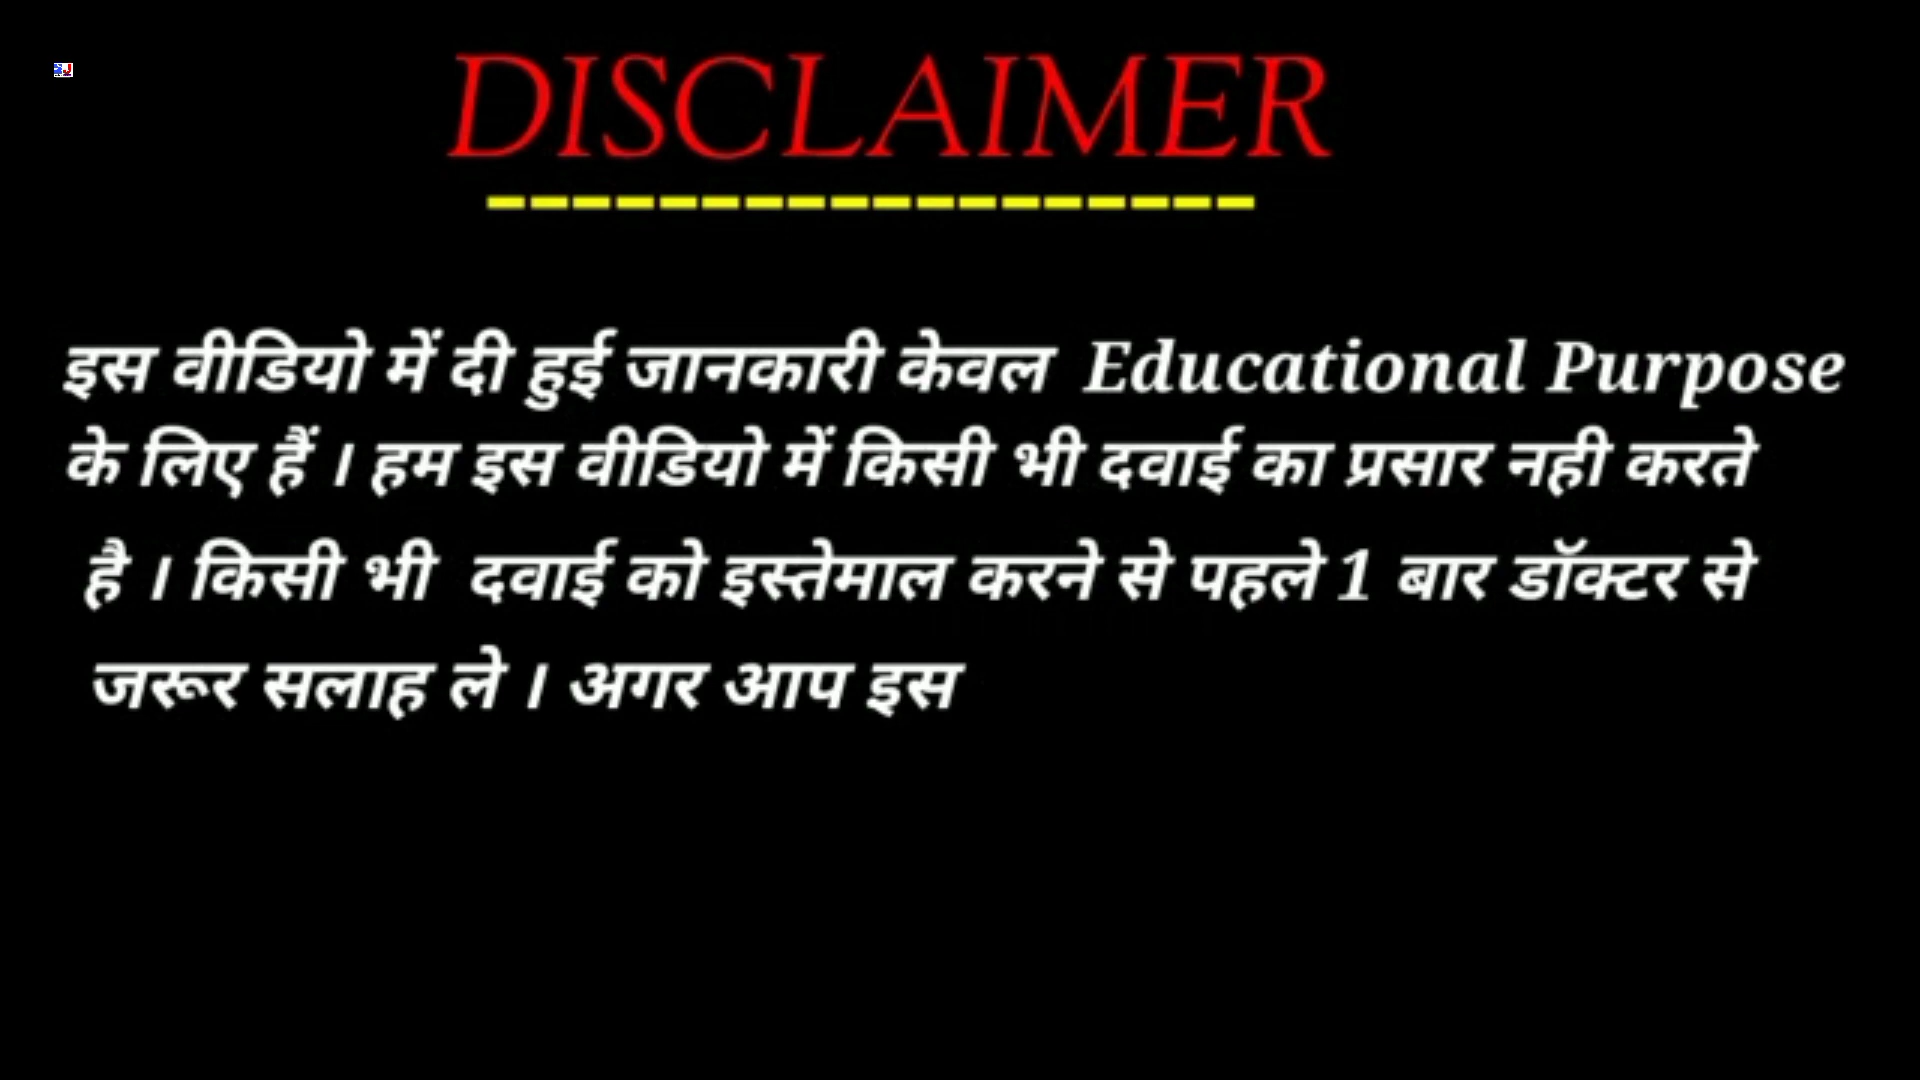 DISCLAIMER
------------------
इस वीडियो में दी हुई जानकारी केवल Educational Purpose
के लिए हैं । हम इस वीडियो में किसी भी दवाई का प्रसार नही करते
है । किसी भी दवाई को इस्तेमाल करने से पहले 1 बार डॉक्टर से
जरूर सलाह ले । अगर आप इस